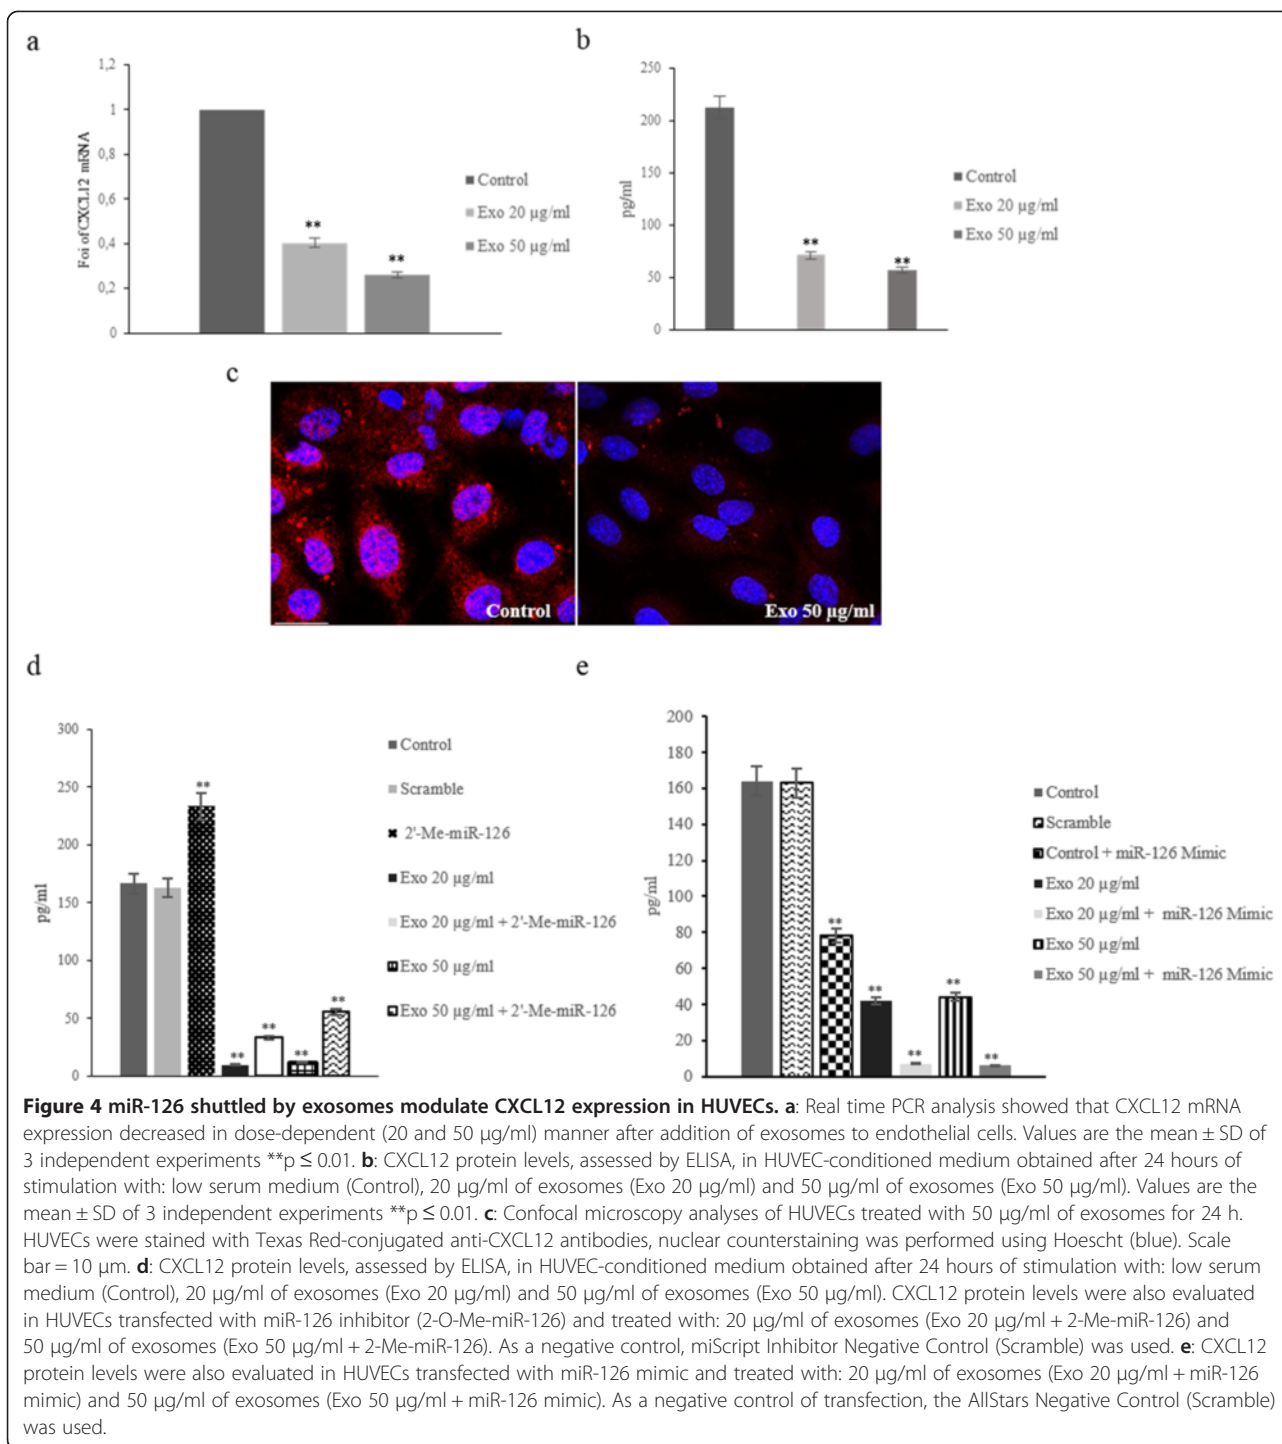 a
1,2
1
0,8
0,6
0,4
0,2
0
Foi of CXCL12 mRNA
**
**
Control
Exo 20 µg/ml
Exo 50 µg/ml
b
250
200
150
100
50
0
pg/ml
**
**
Control
Exo 20 µg/ml
Exo 50 µg/ml
c
Control
Exo 50 µg/ml
d
300
250
200
150
100
50
0
pg/ml
**
**
**
**
**
Control
Scramble
2'-Me-miR-126
Exo 20 µg/ml
Exo 20 µg/ml + 2'-Me-miR-126
Exo 50 µg/ml
Exo 50 µg/ml + 2'-Me-miR-126
e
200
180
160
140
120
100
80
60
40
20
0
pg/ml
**
**
**
**
**
Control
Scramble
Control + miR-126 Mimic
Exo 20 µg/ml
Exo 20 µg/ml + miR-126 Mimic
Exo 50 µg/ml
Exo 50 µg/ml + miR-126 Mimic
Figure 4 miR-126 shuttled by exosomes modulate CXCL12 expression in HUVECs. a: Real time PCR analysis showed that CXCL12 mRNA
expression decreased in dose-dependent (20 and 50 µg/ml) manner after addition of exosomes to endothelial cells. Values are the mean ± SD of
3 independent experiments **p ≤ 0.01. b: CXCL12 protein levels, assessed by ELISA, in HUVEC-conditioned medium obtained after 24 hours of
stimulation with: low serum medium (Control), 20 µg/ml of exosomes (Exo 20 µg/ml) and 50 µg/ml of exosomes (Exo 50 µg/ml). Values are the
mean ± SD of 3 independent experiments **p ≤ 0.01. c: Confocal microscopy analyses of HUVECs treated with 50 µg/ml of exosomes for 24 h.
HUVECs were stained with Texas Red-conjugated anti-CXCL12 antibodies, nuclear counterstaining was performed using Hoescht (blue). Scale
bar = 10 µm. d: CXCL12 protein levels, assessed by ELISA, in HUVEC-conditioned medium obtained after 24 hours of stimulation with: low serum
medium (Control), 20 µg/ml of exosomes (Exo 20 µg/ml) and 50 µg/ml of exosomes (Exo 50 µg/ml). CXCL12 protein levels were also evaluated
in HUVECs transfected with miR-126 inhibitor (2-O-Me-miR-126) and treated with: 20 µg/ml of exosomes (Exo 20 µg/ml + 2-Me-miR-126) and
50 µg/ml of exosomes (Exo 50 µg/ml + 2-Me-miR-126). As a negative control, miScript Inhibitor Negative Control (Scramble) was used. e: CXCL12
protein levels were also evaluated in HUVECs transfected with miR-126 mimic and treated with: 20 µg/ml of exosomes (Exo 20 µg/ml + miR-126
mimic) and 50 µg/ml of exosomes (Exo 50 µg/ml + miR-126 mimic). As a negative control of transfection, the AllStars Negative Control (Scramble)
was used.